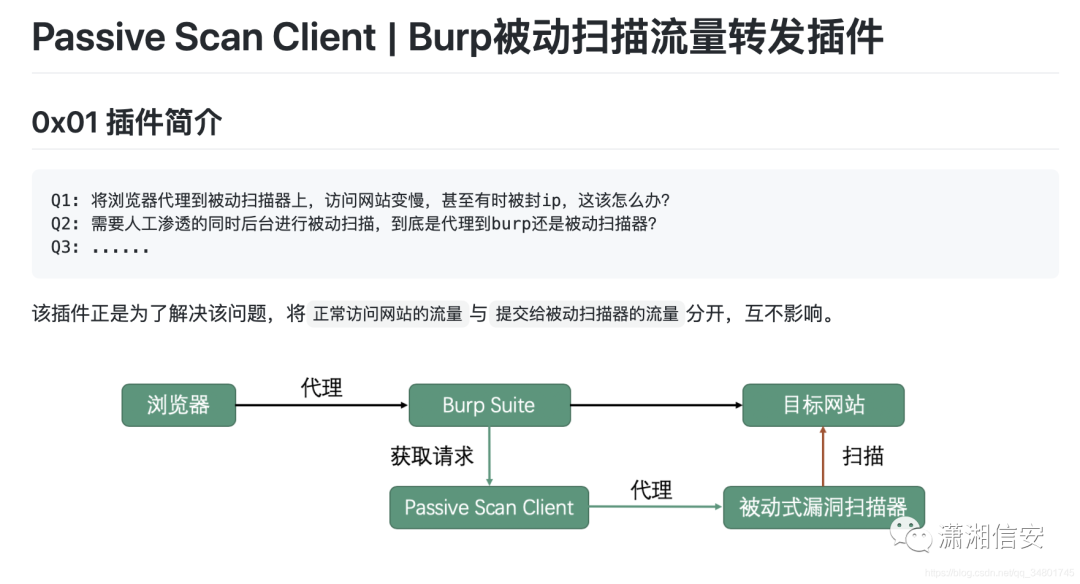 Passive Scan Client | Burp被动扫描流量转发插件
0x01 插件简介
Q1: 将浏览器代理到被动扫描器上，访问网站变慢，甚至有时被封ip，这该怎么办？
Q2: 需要人工渗透的同时后台进行被动扫描，到底是代理到burp还是被动扫描器？
Q3: ......
该插件正是为了解决该问题，将 正常访问网站的流量 与 提交给被动扫描器的流量 分开，互不影响。
浏览器
代理
Burp Suite
目标网站
获取请求
扫描
Passive Scan Client
代理
被动式漏洞扫描器
潇湘信安